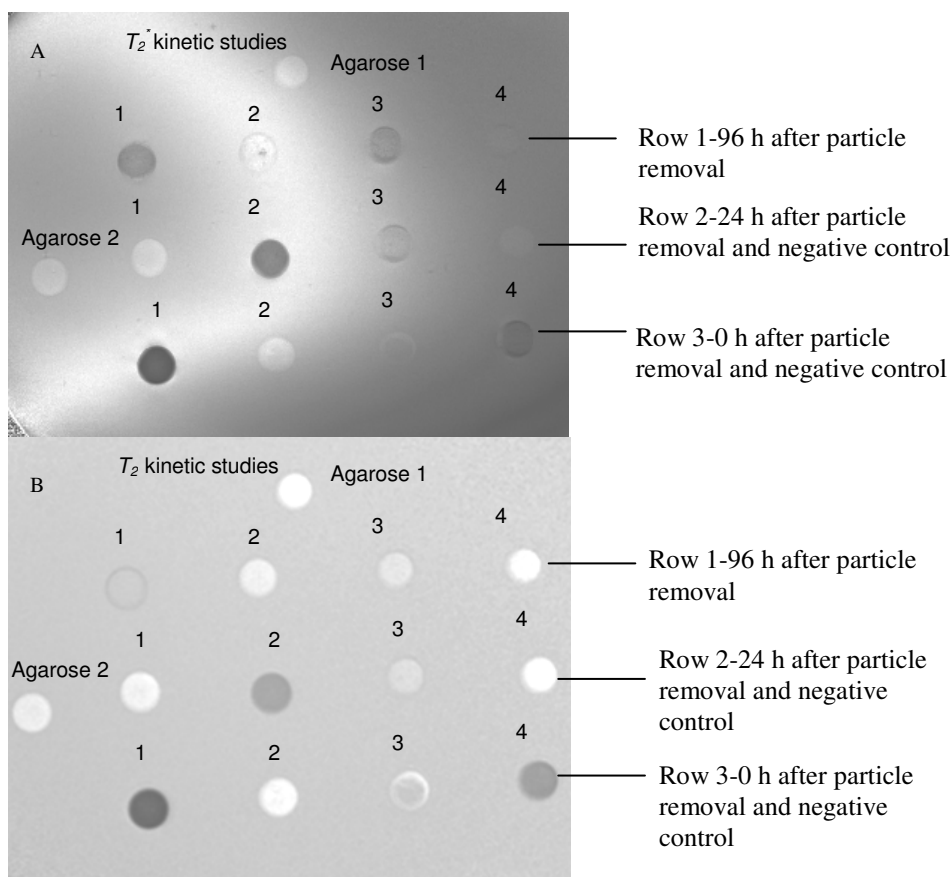 A
T2* kinetic studies
Agarose 1
1
2
3
4
Row 1-96 h after particle
removal
1
2
3
4
Agarose 2
Row 2-24 h after particle
removal and negative control
1
2
3
4
Row 3-0 h after particle
removal and negative control
B
T2 kinetic studies
Agarose 1
1
2
3
4
Row 1-96 h after particle
removal
1
2
3
4
Agarose 2
Row 2-24 h after particle
removal and negative
control
1
2
3
4
Row 3-0 h after particle
removal and negative
control